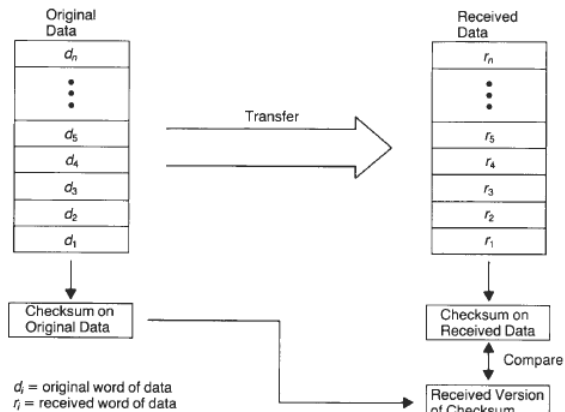 Original
Data
dₙ
d₅
d₄
d₃
d₂
d₁
Checksum on
Original Data
dᵢ = original word of data
rᵢ = received word of data
Transfer
Received
Data
rₙ
r₅
r₄
r₃
r₂
r₁
Checksum on
Received Data
Compare
Received Version
of Checksum